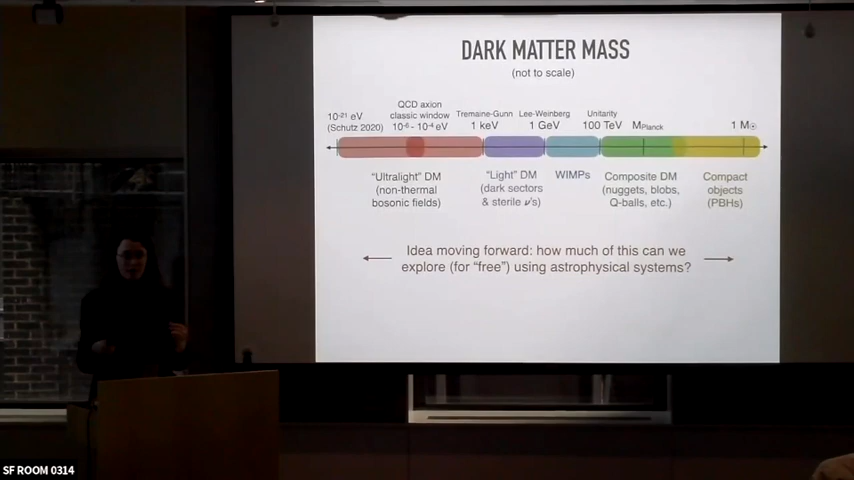 DARK MATTER MASS
(not to scale)
10⁻²¹ eV
(Schutz 2020)
QCD axion
classic window
10⁻⁶ - 10⁻⁴ eV
Tremaine-Gunn
1 keV
Lee-Weinberg
1 GeV
Unitarity
100 TeV
M_Planck
1 M☉
"Ultralight" DM
(non-thermal
bosonic fields)
"Light" DM
(dark sectors
& sterile 𝜈's)
WIMPs
Composite DM
(nuggets, blobs,
Q-balls, etc.)
Compact
objects
(PBHs)
Idea moving forward: how much of this can we
explore (for "free") using astrophysical systems?
SF ROOM 0314